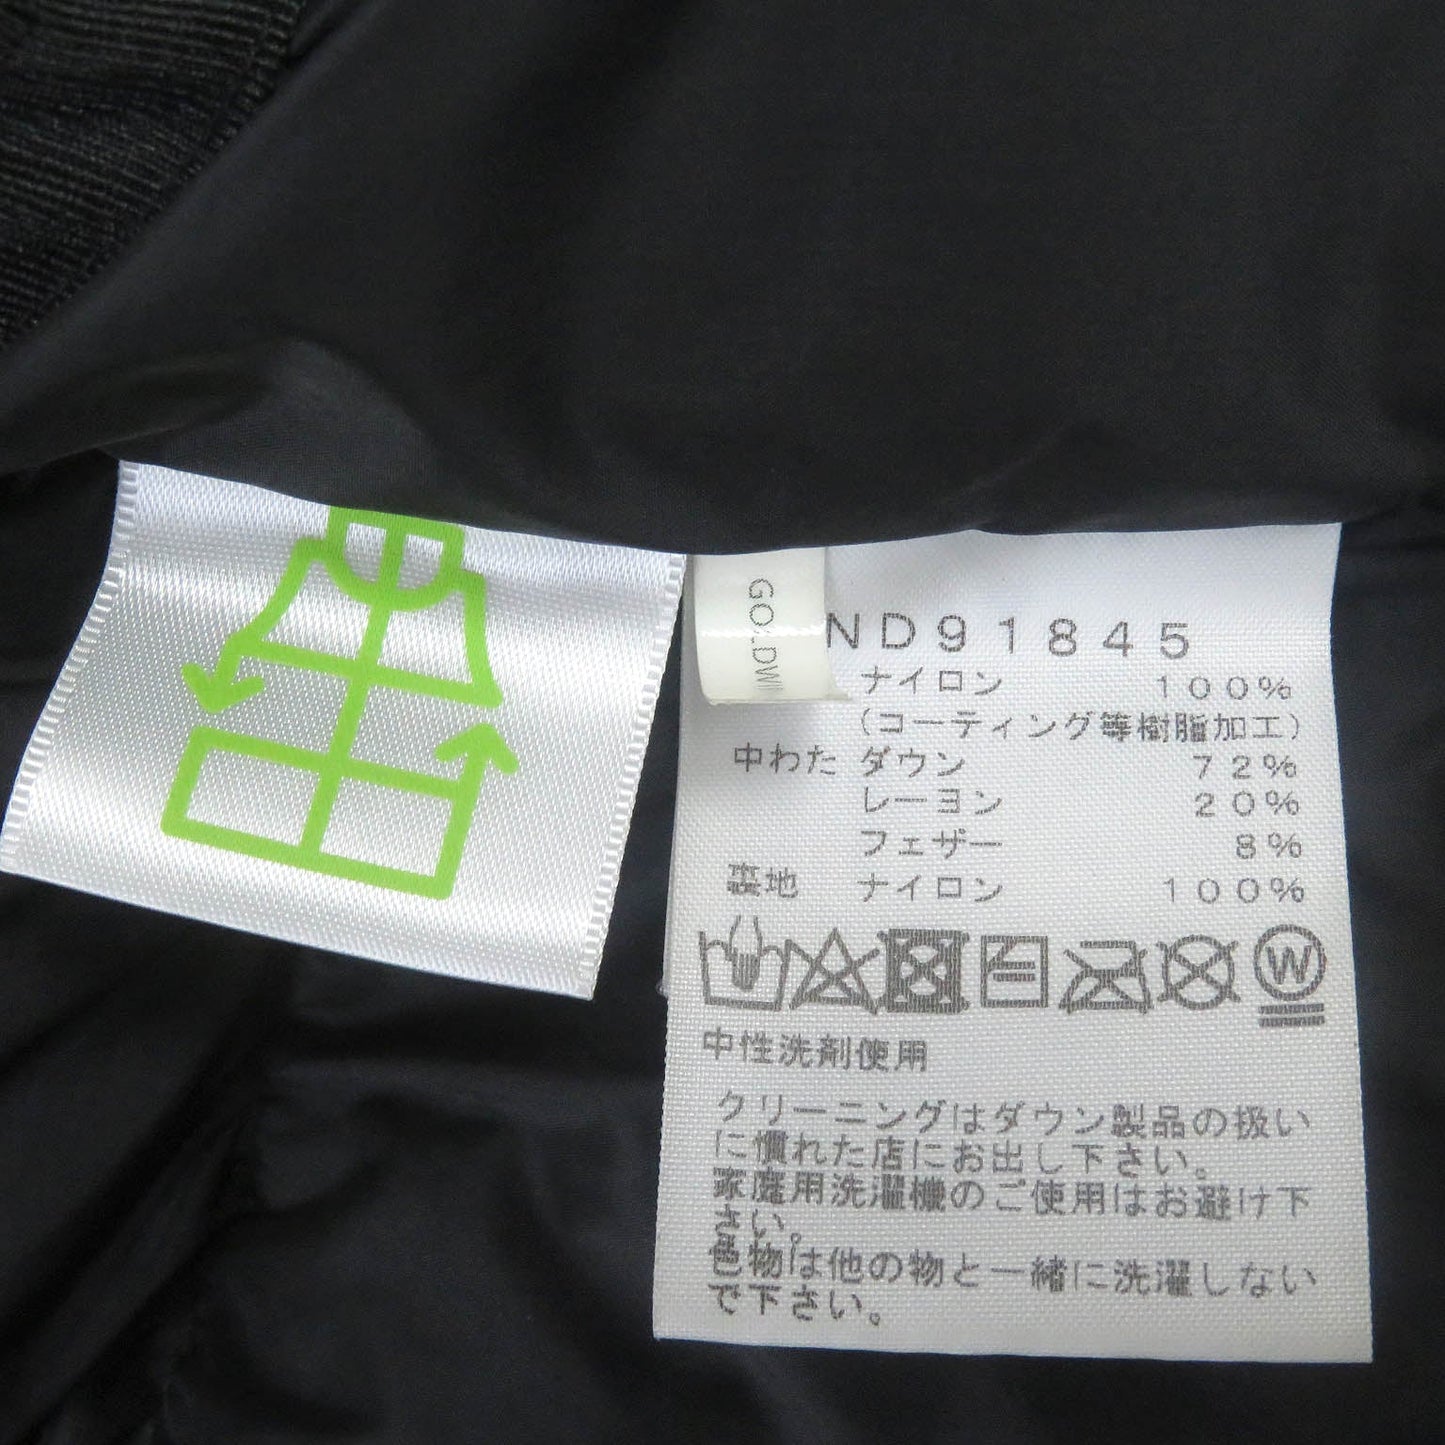 GOLDWI
ND91845
ナイロン 100%
(コーティング等樹脂加工)
中わた ダウン 72%
レーヨン 20%
フェザー 8%
裏地 ナイロン 100%
W
中性洗剤使用
クリーニングはダウン製品の扱い
に慣れた店にお出し下さい。
家庭用洗濯機のご使用はお避け下
さい。
色物は他の物と一緒に洗濯しない
で下さい。